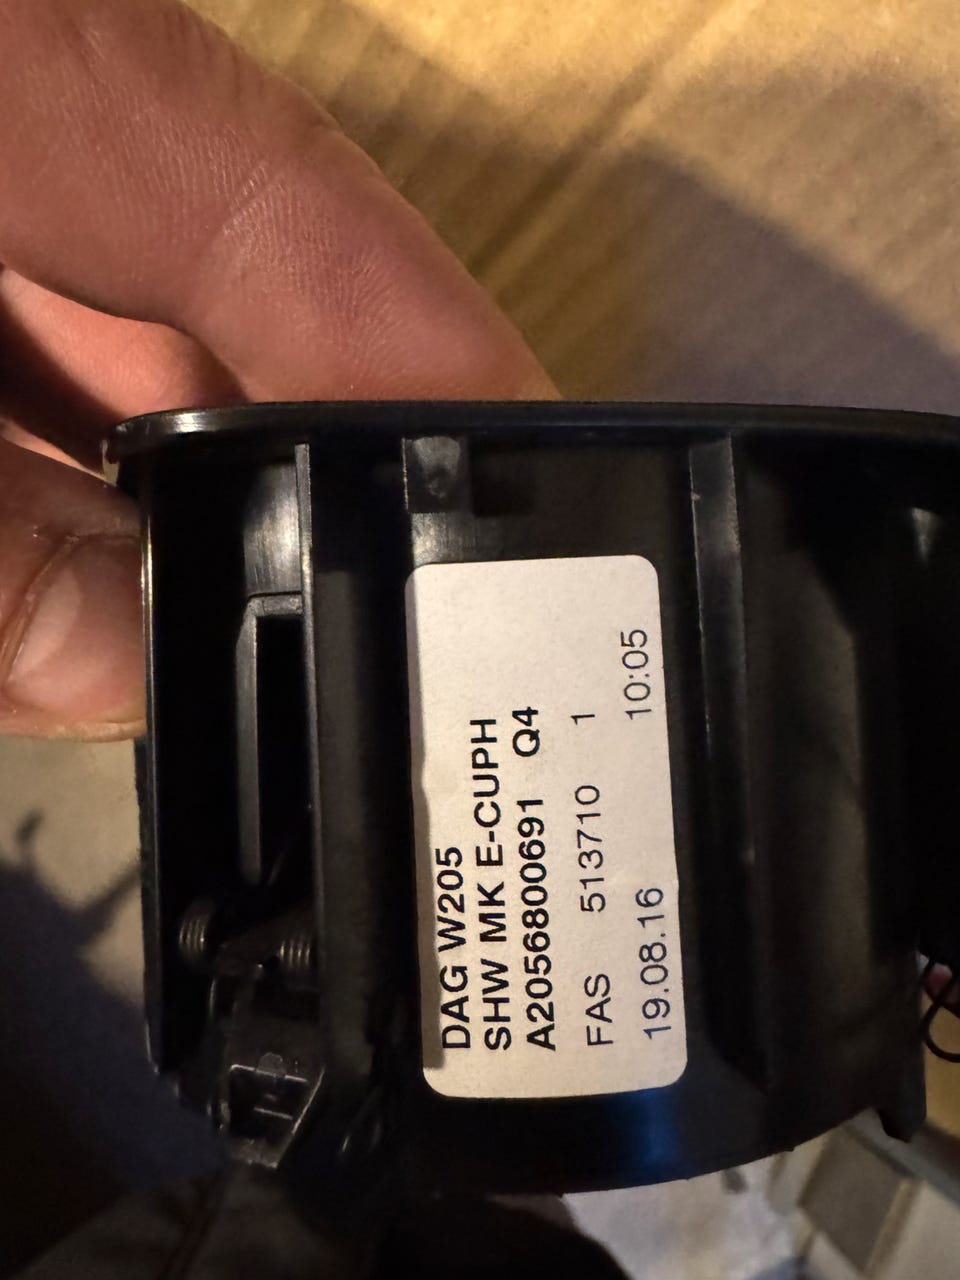 DAG W205
SHW MK E-CUPH
A2056800691 Q4
FAS 513710 1
19.08.16 10:05